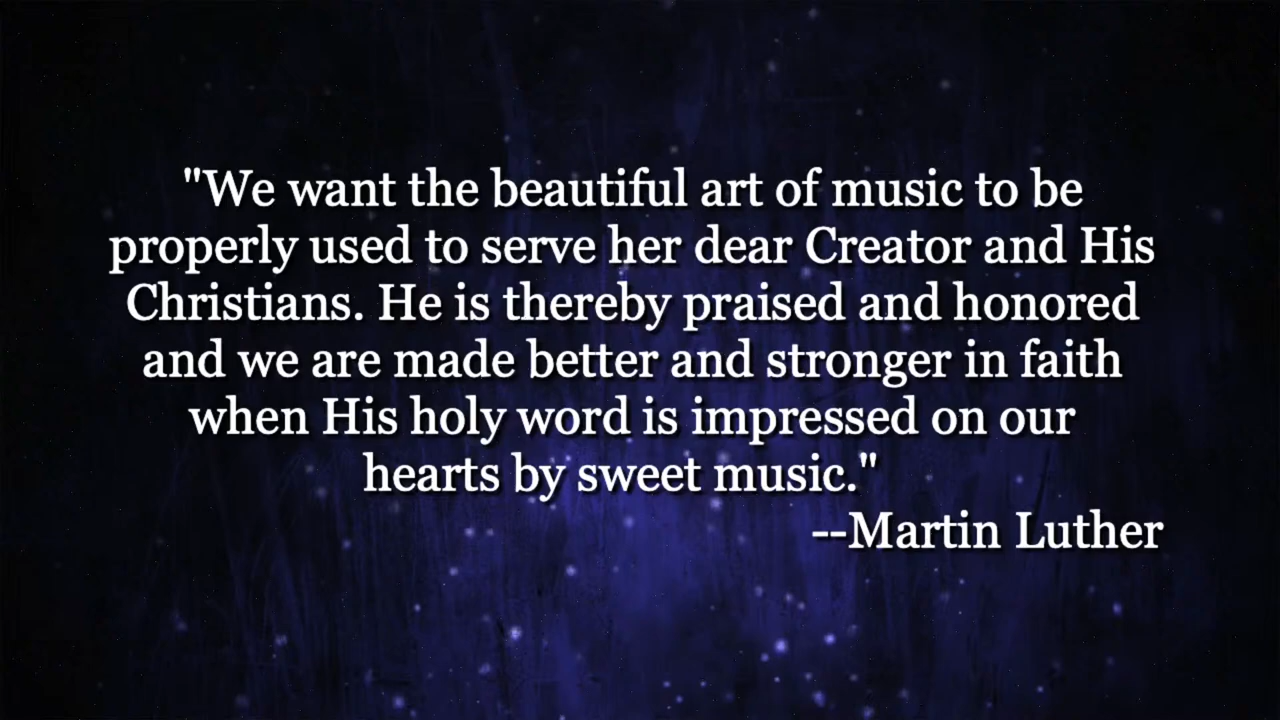 "We want the beautiful art of music to be
properly used to serve her dear Creator and His
Christians. He is thereby praised and honored
and we are made better and stronger in faith
when His holy word is impressed on our
hearts by sweet music."
--Martin Luther